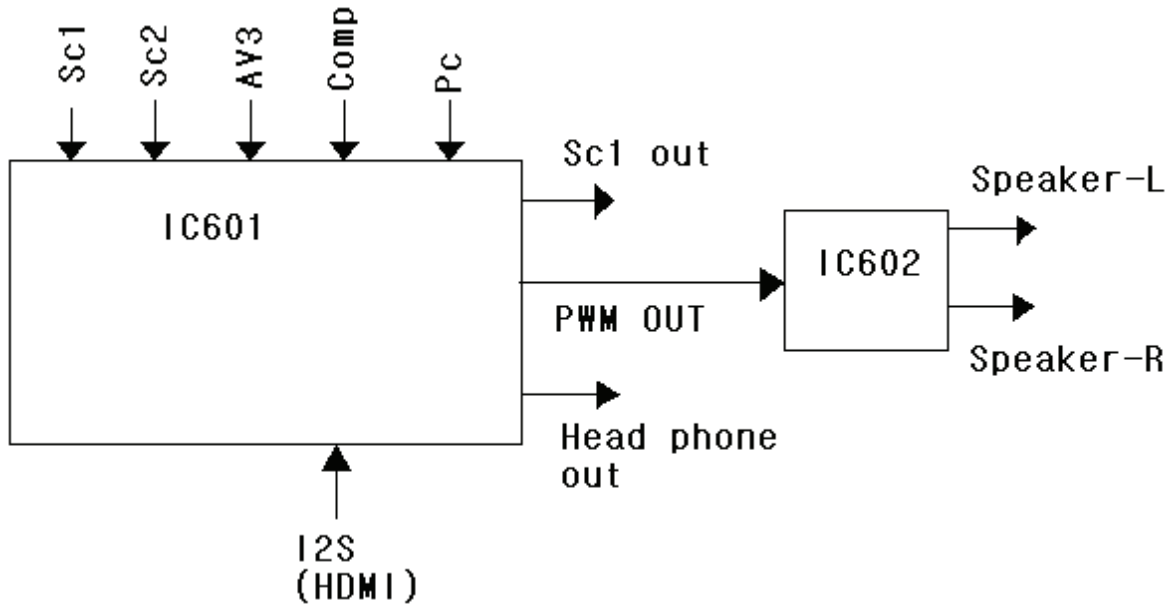 Sc1
Sc2
AV3
Comp
Pc
Sc1 out
Speaker-L
IC601
IC602
PWM OUT
Speaker-R
Head phone
out
I2S
(HDMI)